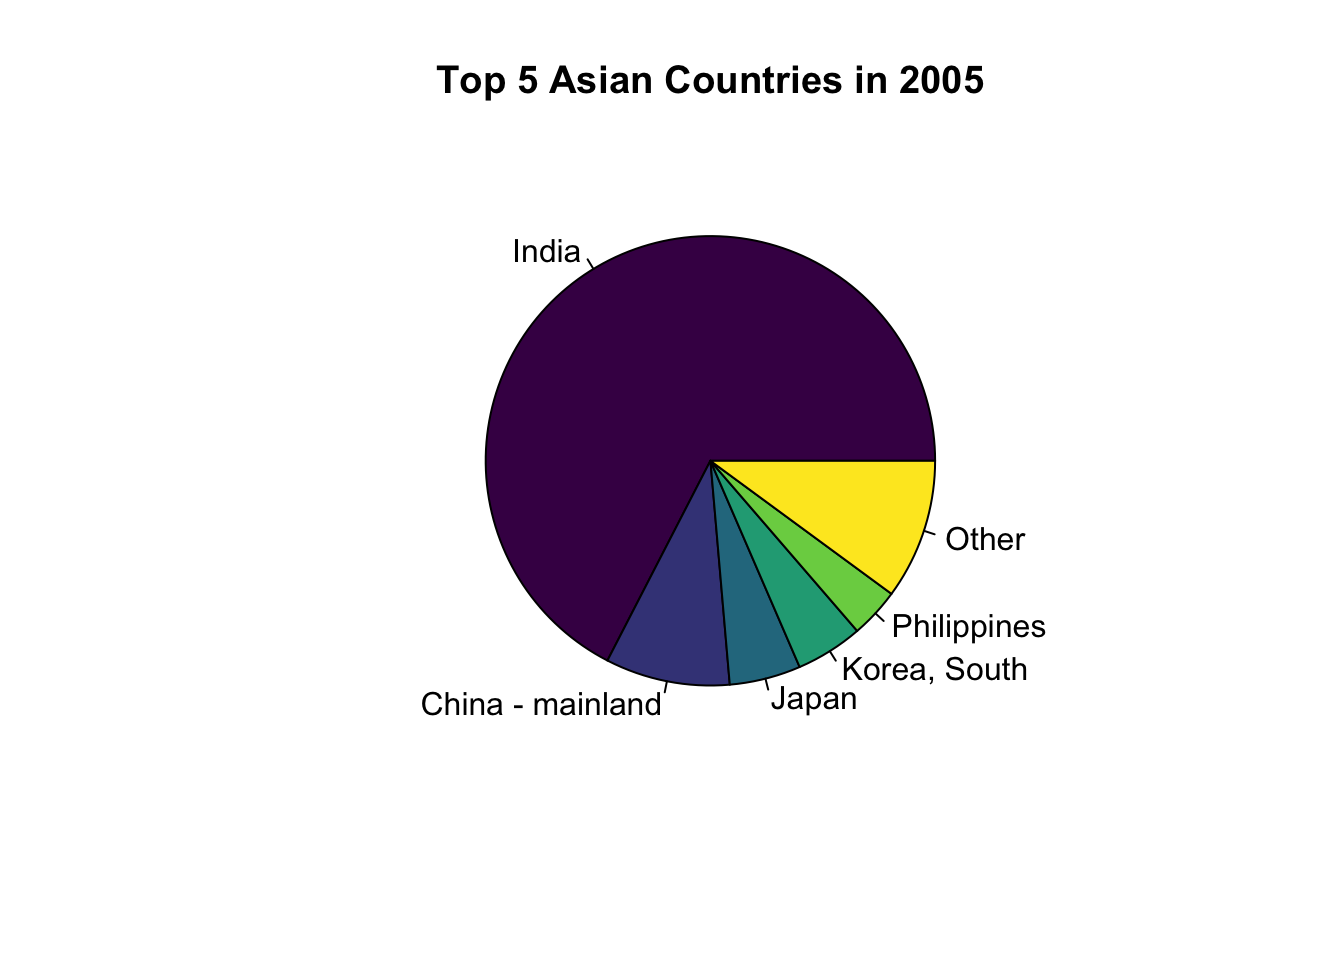 Top 5 Asian Countries in 2005
India
Other
Philippines
Korea, South
Japan
China - mainland